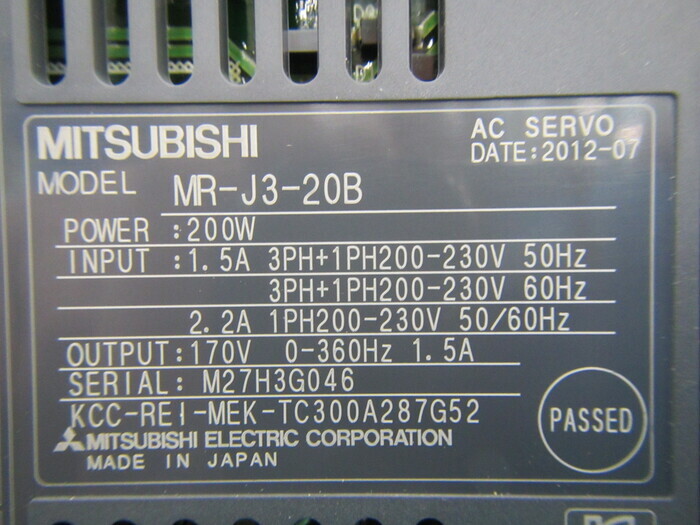 MITSUBISHI
AC SERVO
DATE:2012-07
MODEL MR-J3-20B
POWER :200W
INPUT :1.5A 3PH+1PH200-230V 50Hz
3PH+1PH200-230V 60Hz
2.2A 1PH200-230V 50/60Hz
OUTPUT:170V 0-360Hz 1.5A
SERIAL: M27H3G046
KCC-REI-MEK-TC300A287G52
PASSED
MITSUBISHI ELECTRIC CORPORATION
MADE IN JAPAN